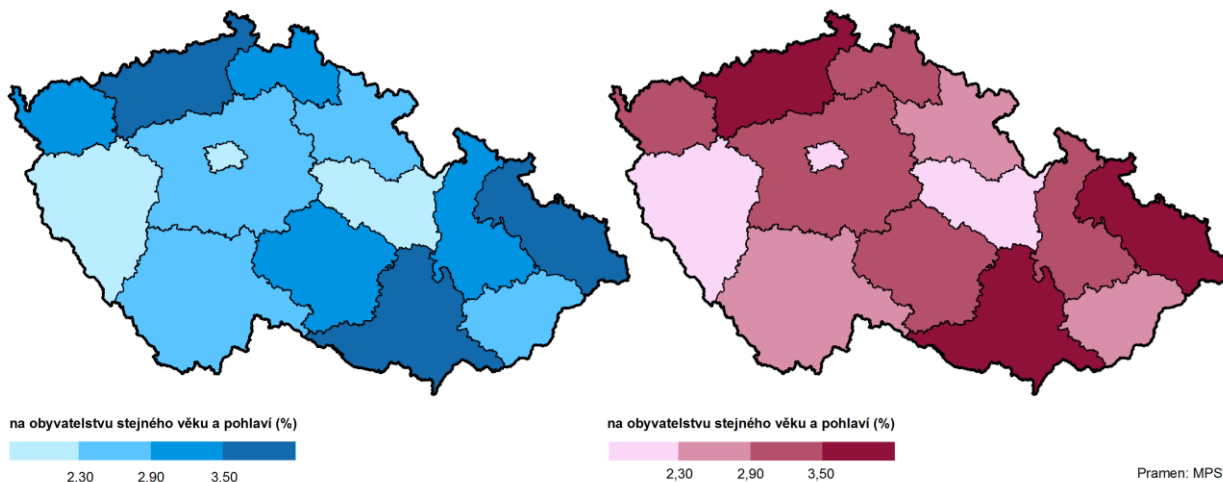 na obyvatelstvu stejného věku a pohlaví (%)
2.30 2.90 3.50
na obyvatelstvu stejného věku a pohlaví (%)
2,30 2,90 3,50
Pramen: MPS